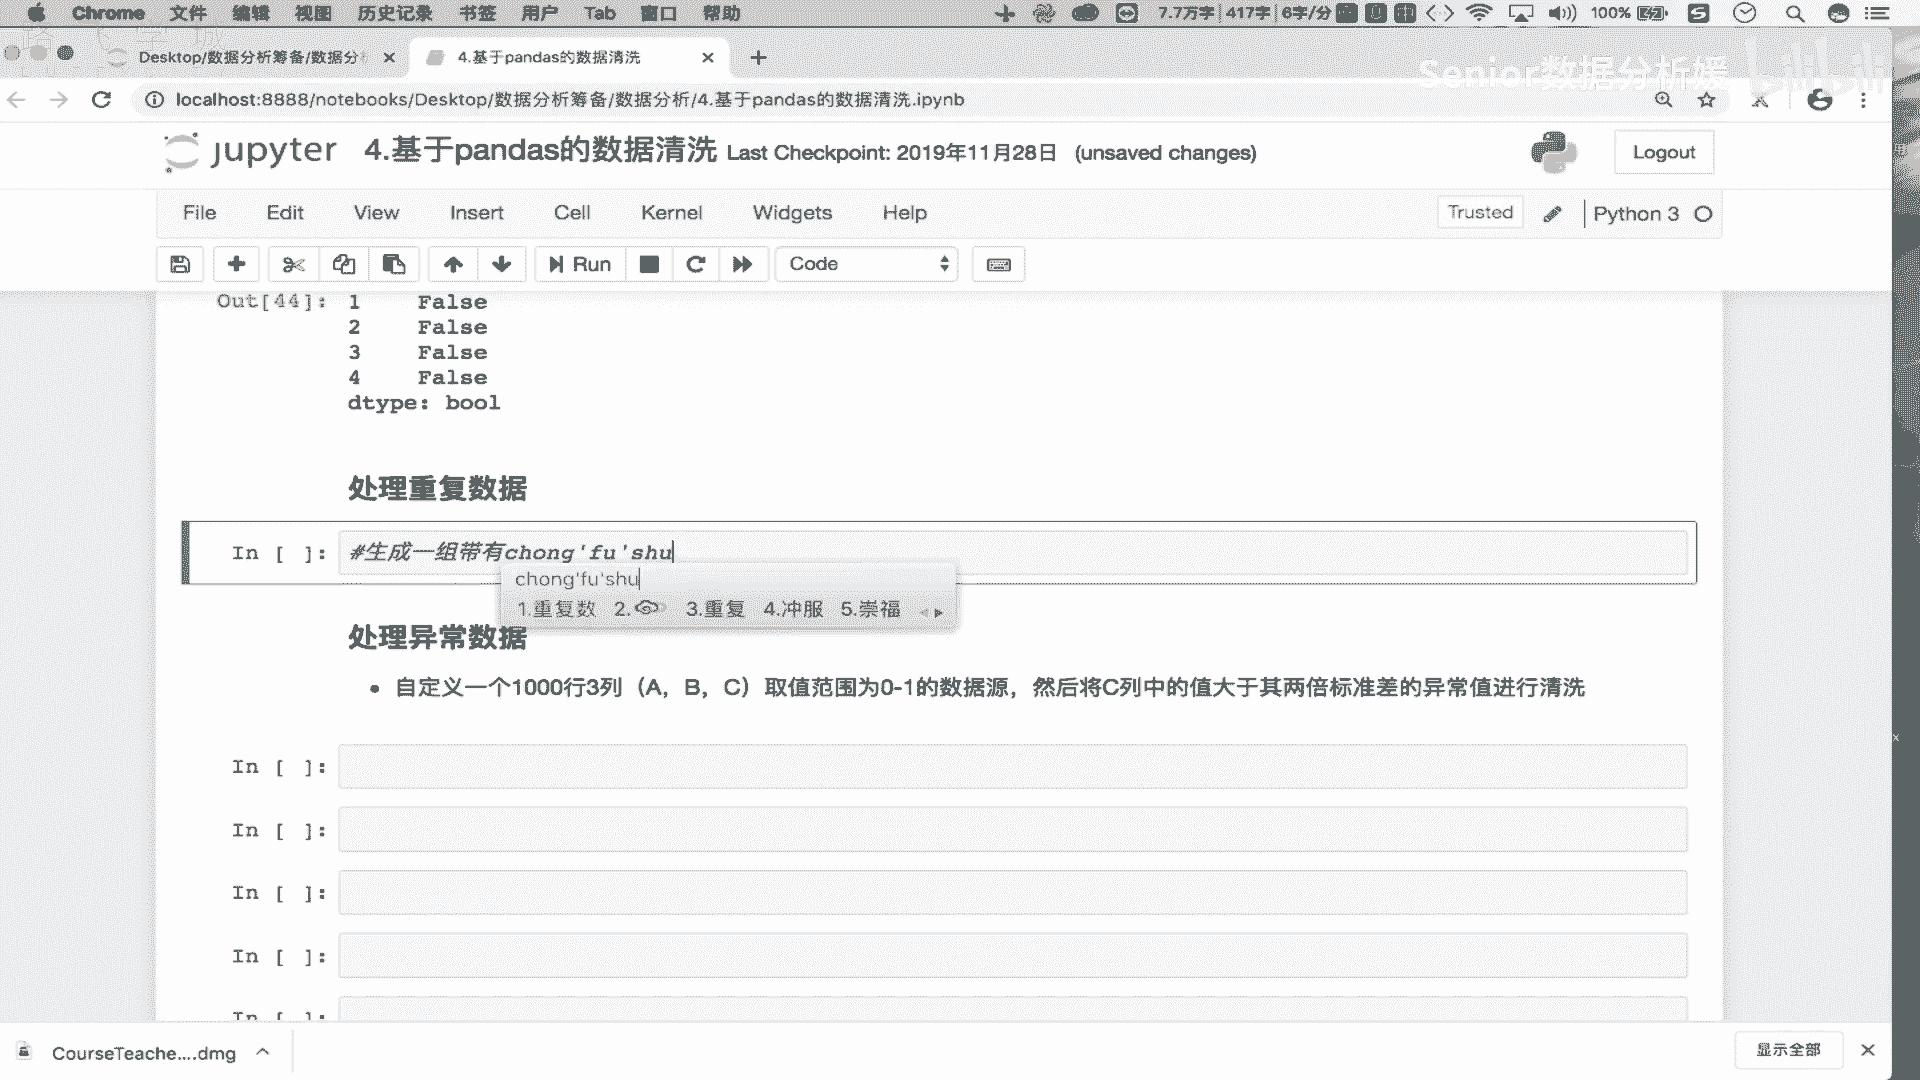 Chrome 文件 编辑 视图 历史记录 书签 用户 Tab 窗口 帮助 7.7万字 417字 6字/分 100%
Desktop/数据分析筹备/数据分析
4.基于pandas的数据清洗
Senior数据分析媛 bilibili
localhost:8888/notebooks/Desktop/数据分析筹备/数据分析/4.基于pandas的数据清洗.ipynb
jupyter 4.基于pandas的数据清洗 Last Checkpoint: 2019年11月28日 (unsaved changes)
Logout
File Edit View Insert Cell Kernel Widgets Help
Trusted Python 3
Run Code
Out[44]: 1 False
2 False
3 False
4 False
dtype: bool
处理重复数据
In [ ]: #生成一组带有chong'fu'shu
chong'fu'shu
1.重复数 2. 3.重复 4.冲服 5.崇福
处理异常数据
• 自定义一个1000行3列（A，B，C）取值范围为0-1的数据源，然后将C列中的值大于其两倍标准差的异常值进行清洗
In [ ]:
In [ ]:
In [ ]:
In [ ]:
In [ ]:
CourseTeache....dmg
显示全部